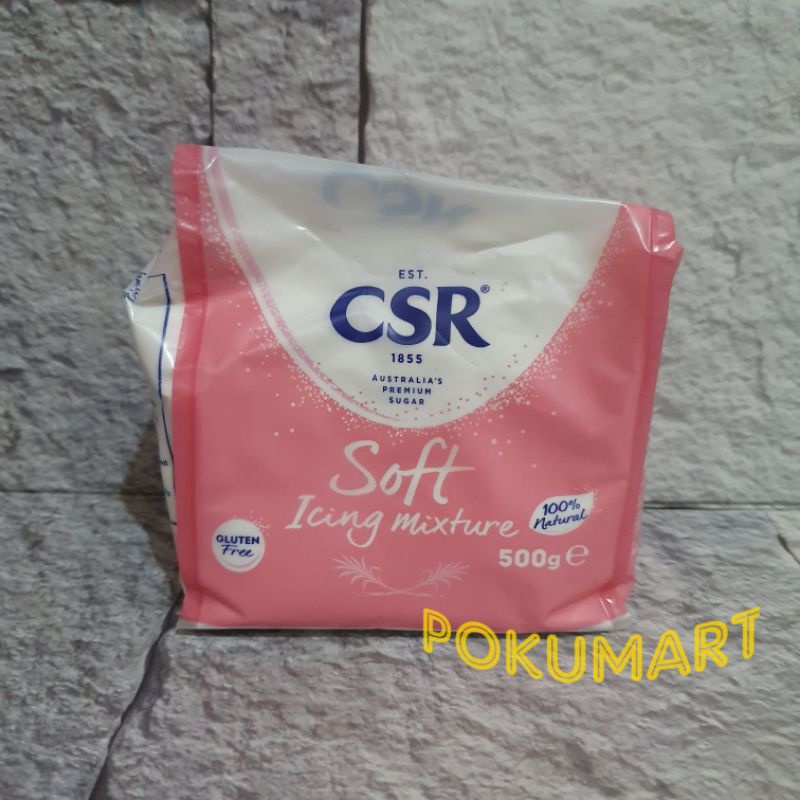 EST.
CSR®
1855
AUSTRALIA'S
PREMIUM
SUGAR
Soft
Icing mixture
100%
Natural
GLUTEN
Free
500g ℮
POKUMART